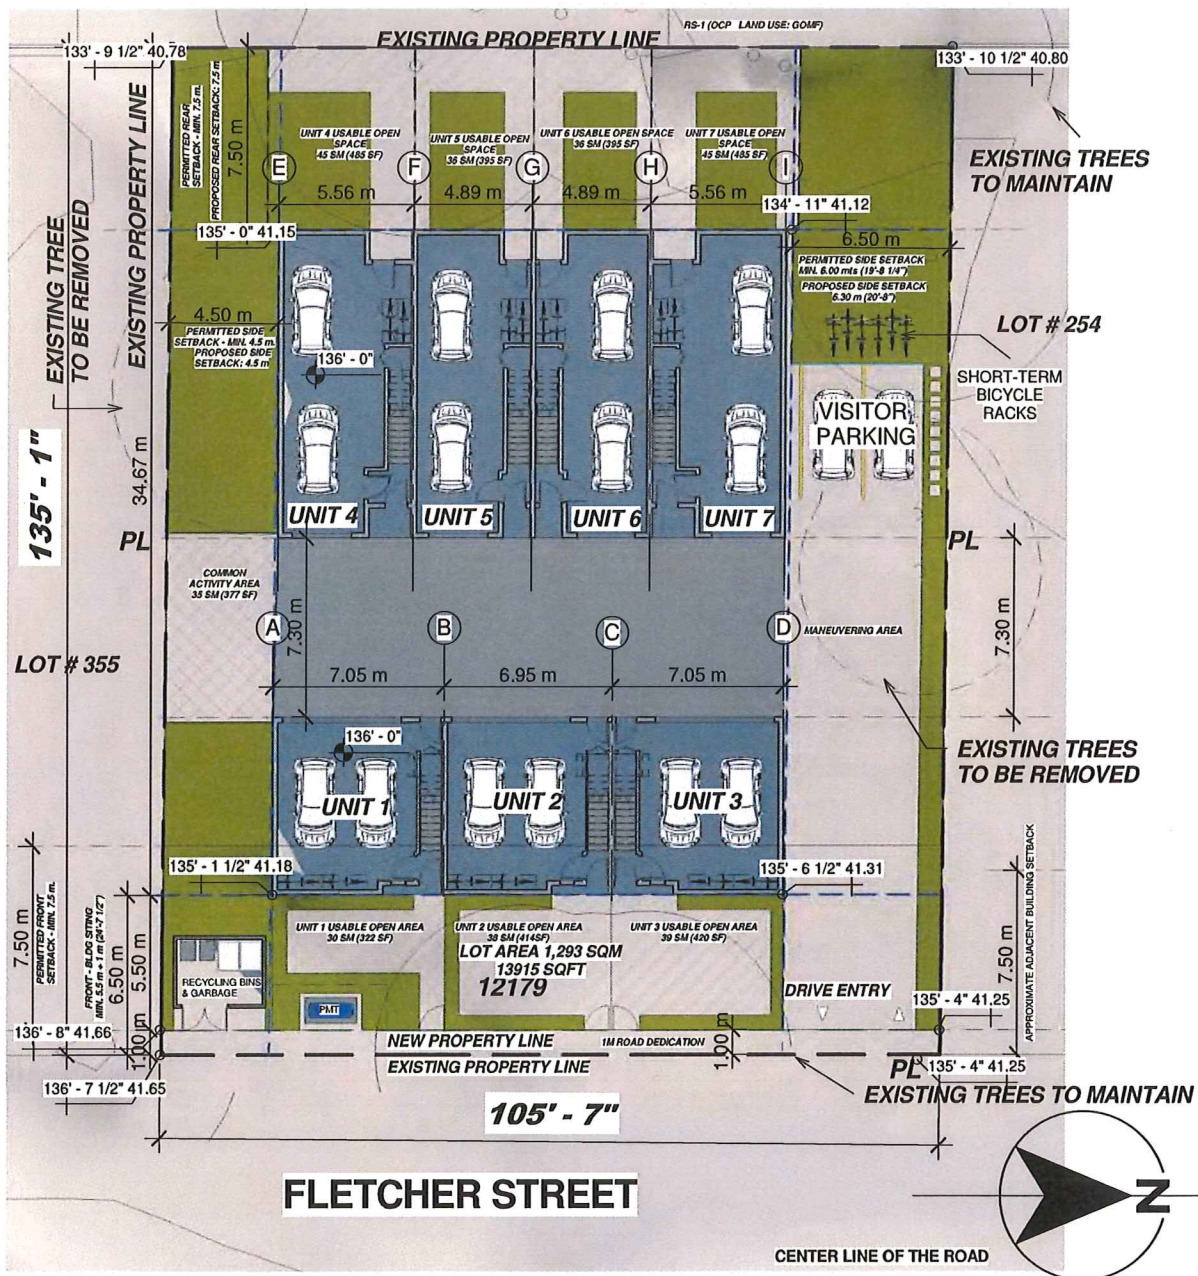 RS-1 (OCP LAND USE: GOMF)
EXISTING PROPERTY LINE
133' - 9 1/2" 40.78
133' - 10 1/2" 40.80
PERMITTED REAR
SETBACK - MIN. 7.5 m.
PROPOSED REAR SETBACK: 7.5 m
7.50 m
EXISTING PROPERTY LINE
UNIT 4 USABLE OPEN
SPACE
45 SM (485 SF)
UNIT 5 USABLE OPEN
SPACE
36 SM (395 SF)
UNIT 6 USABLE OPEN SPACE
36 SM (395 SF)
UNIT 7 USABLE OPEN
SPACE
45 SM (485 SF)
EXISTING TREES
TO MAINTAIN
E
F
G
H
I
5.56 m
4.89 m
4.89 m
5.56 m
134' - 11" 41.12
135' - 0" 41.15
6.50 m
PERMITTED SIDE SETBACK
MIN. 6.00 mts (19'-8 1/4")
PROPOSED SIDE SETBACK
6.30 m (20'-8")
EXISTING TREE
TO BE REMOVED
4.50 m
PERMITTED SIDE
SETBACK - MIN. 4.5 m.
PROPOSED SIDE
SETBACK: 4.5 m
136' - 0"
LOT # 254
SHORT-TERM
BICYCLE
RACKS
VISITOR
PARKING
135' - 1"
34.67 m
UNIT 4
UNIT 5
UNIT 6
UNIT 7
PL
PL
COMMON
ACTIVITY AREA
35 SM (377 SF)
A
B
C
D
MANEUVERING AREA
7.30 m
7.30 m
LOT # 355
7.05 m
6.95 m
7.05 m
136' - 0"
EXISTING TREES
TO BE REMOVED
UNIT 1
UNIT 2
UNIT 3
135' - 1 1/2" 41.18
135' - 6 1/2" 41.31
7.50 m
PERMITTED FRONT
SETBACK - MIN. 7.5 m.
FRONT - BLDG SITING
MIN. 5.5 m + 1 m (24'-7 1/2")
6.50 m
5.50 m
UNIT 1 USABLE OPEN AREA
30 SM (322 SF)
UNIT 2 USABLE OPEN AREA
38 SM (414SF)
UNIT 3 USABLE OPEN AREA
39 SM (420 SF)
LOT AREA 1,293 SQM
13915 SQFT
12179
7.50 m
APPROXIMATE ADJACENT BUILDING SETBACK
RECYCLING BINS
& GARBAGE
PMT
DRIVE ENTRY
135' - 4" 41.25
136' - 8" 41.66
1.00 m
NEW PROPERTY LINE
1M ROAD DEDICATION
1.00 m
EXISTING PROPERTY LINE
PL
135' - 4" 41.25
136' - 7 1/2" 41.65
EXISTING TREES TO MAINTAIN
105' - 7"
FLETCHER STREET
N
CENTER LINE OF THE ROAD